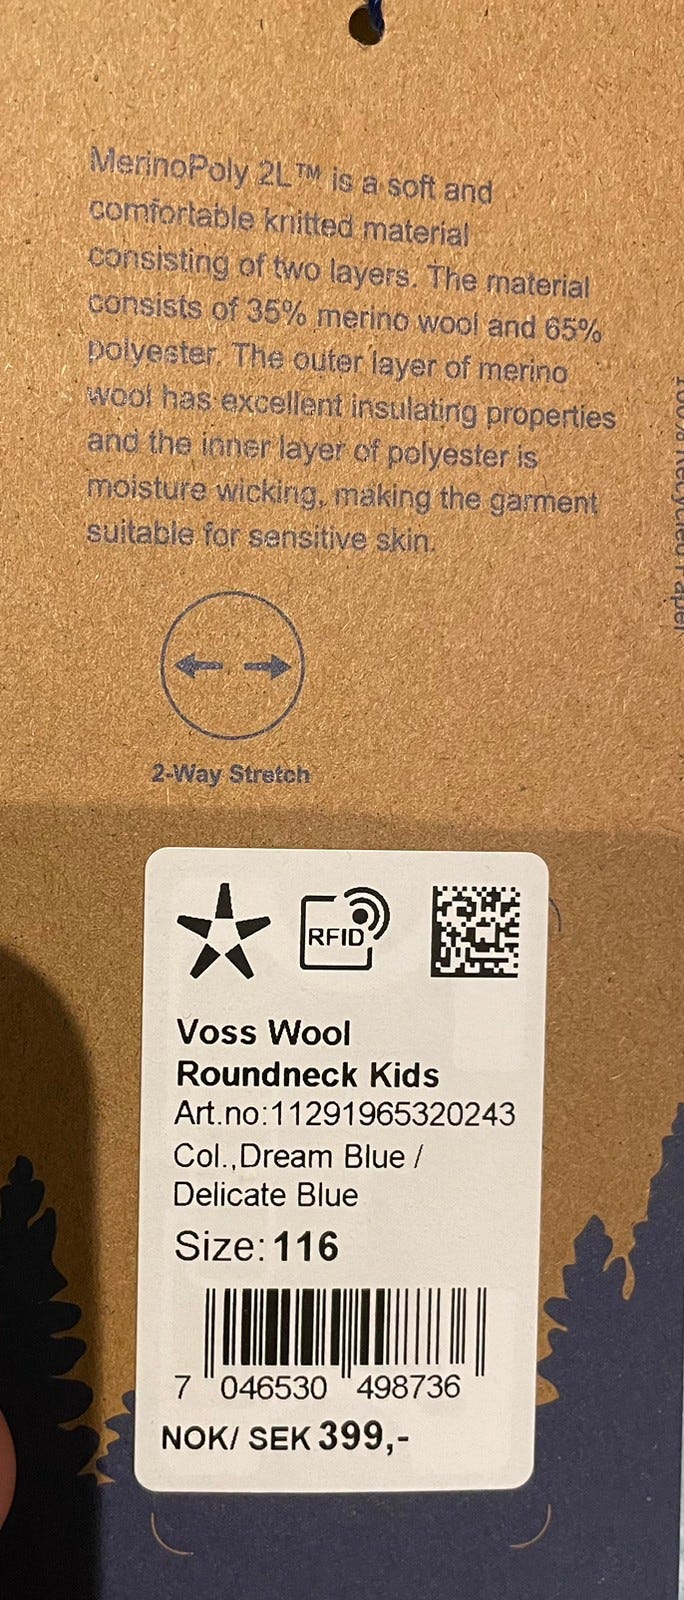 MerinoPoly 2L™ is a soft and
comfortable knitted material
consisting of two layers. The material
consists of 35% merino wool and 65%
polyester. The outer layer of merino
wool has excellent insulating properties
and the inner layer of polyester is
moisture wicking, making the garment
suitable for sensitive skin.
100% Recycled Paper
2-Way Stretch
RFID
Voss Wool
Roundneck Kids
Art.no:11291965320243
Col.,Dream Blue /
Delicate Blue
Size: 116
7 046530 498736
NOK/ SEK 399,-